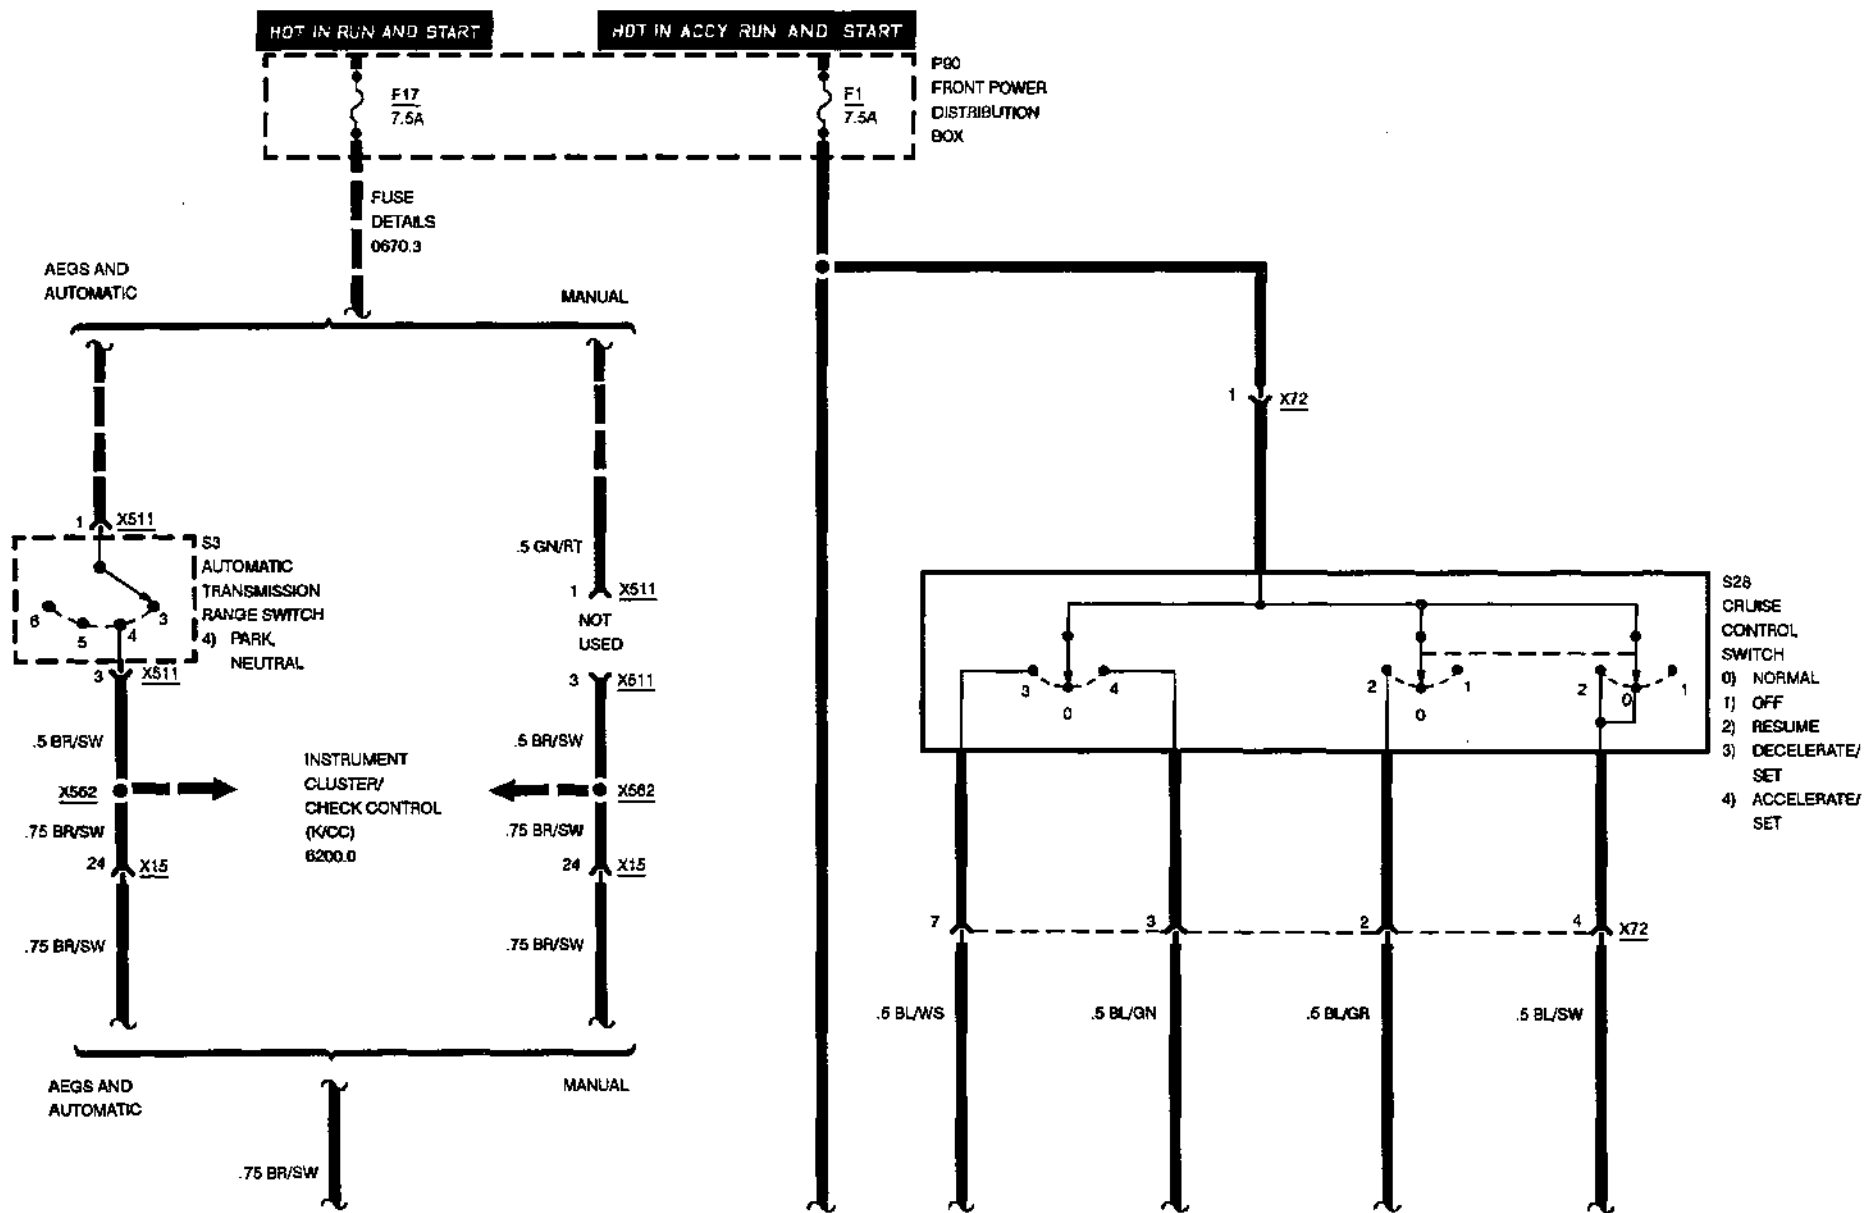 HOT IN RUN AND START
HOT IN ACCY RUN AND START
F17
7.5A
F1
7.5A
P90
FRONT POWER
DISTRIBUTION
BOX
FUSE
DETAILS
0670.3
AEGS AND
AUTOMATIC
MANUAL
1 X72
1 X511
S3
AUTOMATIC
TRANSMISSION
RANGE SWITCH
4) PARK,
NEUTRAL
6
5
4
3
3 X511
.5 GN/RT
1 X511
NOT
USED
3 X511
S28
CRUISE
CONTROL
SWITCH
0) NORMAL
1) OFF
2) RESUME
3) DECELERATE/
SET
4) ACCELERATE/
SET
3 4
0
2 1
0
2 0 1
.5 BR/SW
.5 BR/SW
X562
INSTRUMENT
CLUSTER/
CHECK CONTROL
(K/CC)
6200.0
X562
.75 BR/SW
.75 BR/SW
24 X15
24 X15
.75 BR/SW
.75 BR/SW
7 3 2 4 X72
.5 BL/WS
.5 BL/GN
.5 BL/GR
.5 BL/SW
AEGS AND
AUTOMATIC
MANUAL
.75 BR/SW